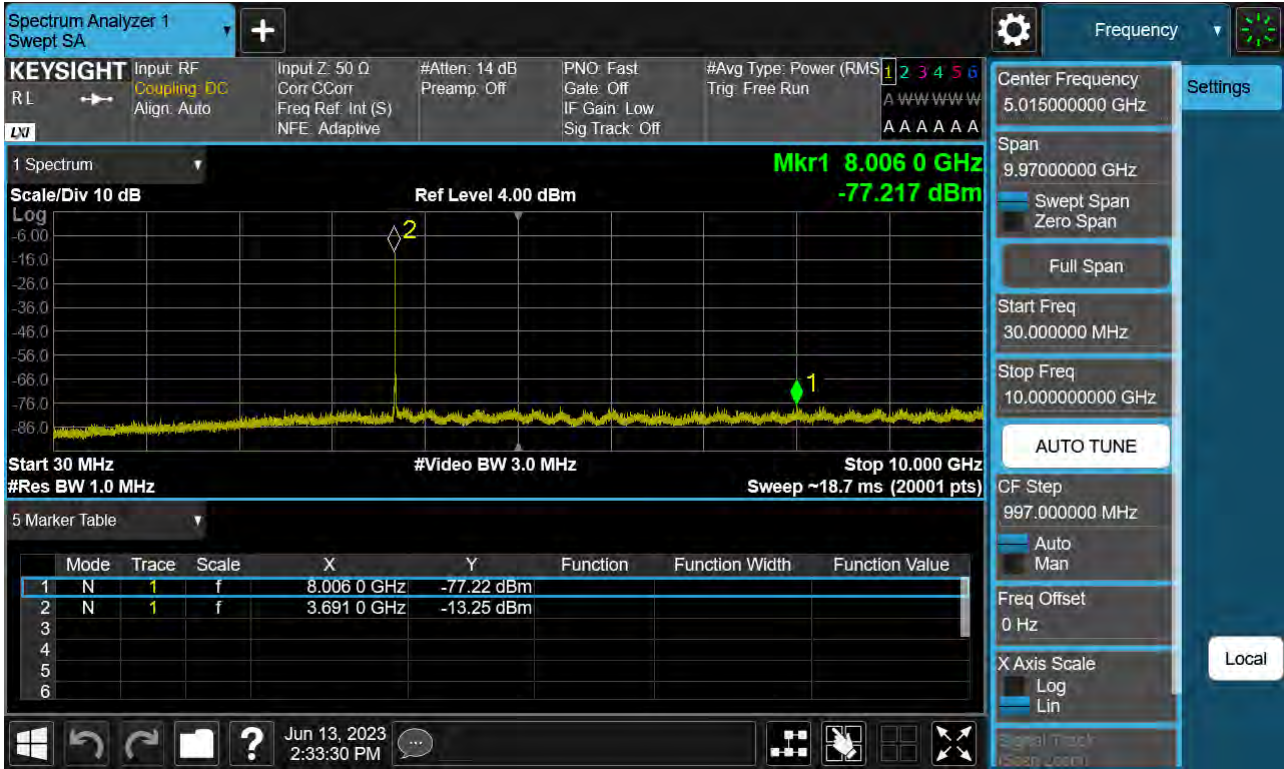 Spectrum Analyzer 1
Swept SA
+
Frequency
KEYSIGHT
R L
LXI
Input: RF
Coupling: DC
Align: Auto
Input Z: 50 Ω
Corr CCorr
Freq Ref: Int (S)
NFE: Adaptive
#Atten: 14 dB
Preamp: Off
PNO: Fast
Gate: Off
IF Gain: Low
Sig Track: Off
#Avg Type: Power (RMS
Trig: Free Run
1 2 3 4 5 6
A W W W W W
A A A A A A
Center Frequency
5.015000000 GHz
Settings
Span
9.97000000 GHz
Swept Span
Zero Span
Full Span
Start Freq
30.000000 MHz
Stop Freq
10.000000000 GHz
AUTO TUNE
CF Step
997.000000 MHz
Auto
Man
Freq Offset
0 Hz
X Axis Scale
Log
Lin
Signal Track
(Span Zoom)
Local
1 Spectrum
Mkr1 8.006 0 GHz
-77.217 dBm
Scale/Div 10 dB
Ref Level 4.00 dBm
Log
-6.00
-16.0
-26.0
-36.0
-46.0
-56.0
-66.0
-76.0
-86.0
2
1
Start 30 MHz
#Video BW 3.0 MHz
Stop 10.000 GHz
#Res BW 1.0 MHz
Sweep ~18.7 ms (20001 pts)
5 Marker Table
Mode Trace Scale X Y Function Function Width Function Value
1 N 1 f 8.006 0 GHz -77.22 dBm
2 N 1 f 3.691 0 GHz -13.25 dBm
3
4
5
6
?
Jun 13, 2023
2:33:30 PM